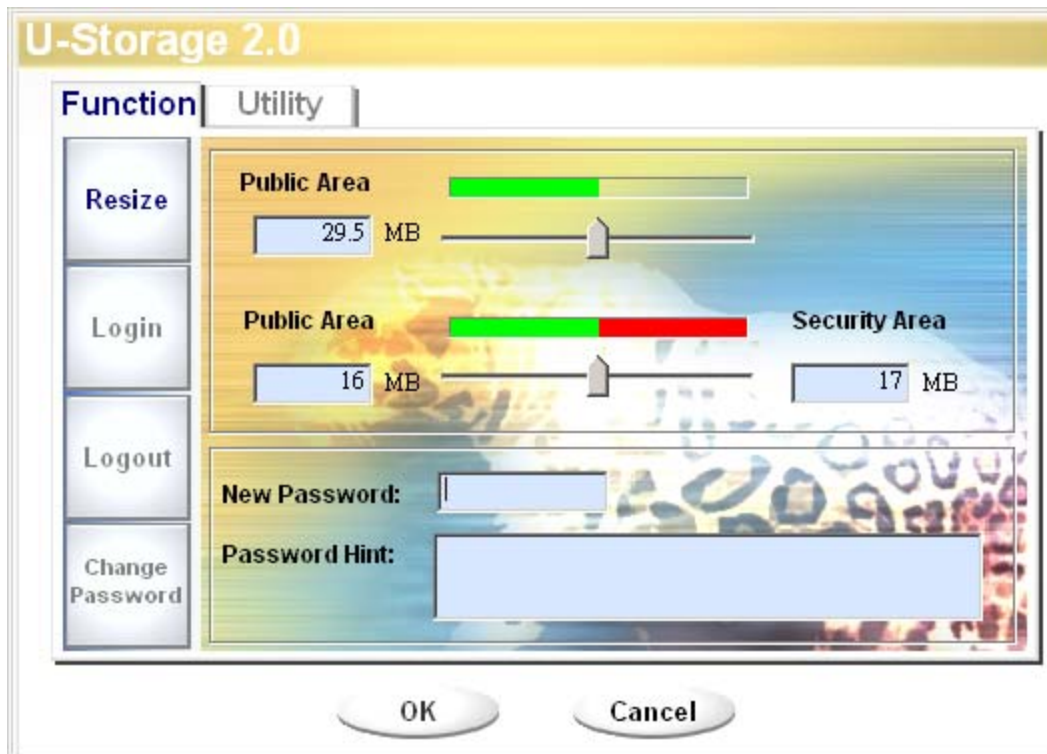 U-Storage 2.0
Function
Utility
Resize
Login
Logout
Change
Password
Public Area
29.5 MB
Public Area
16 MB
Security Area
17 MB
New Password:
Password Hint:
OK
Cancel